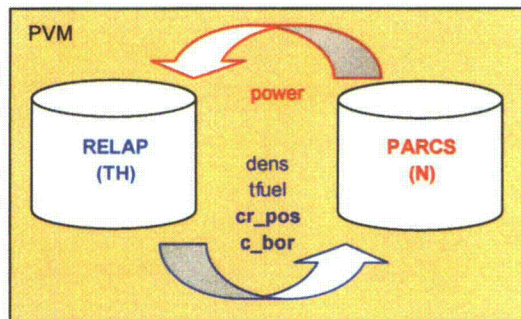 PVM
power
RELAP
(TH)
PARCS
(N)
dens
tfuel
cr_pos
c_bor